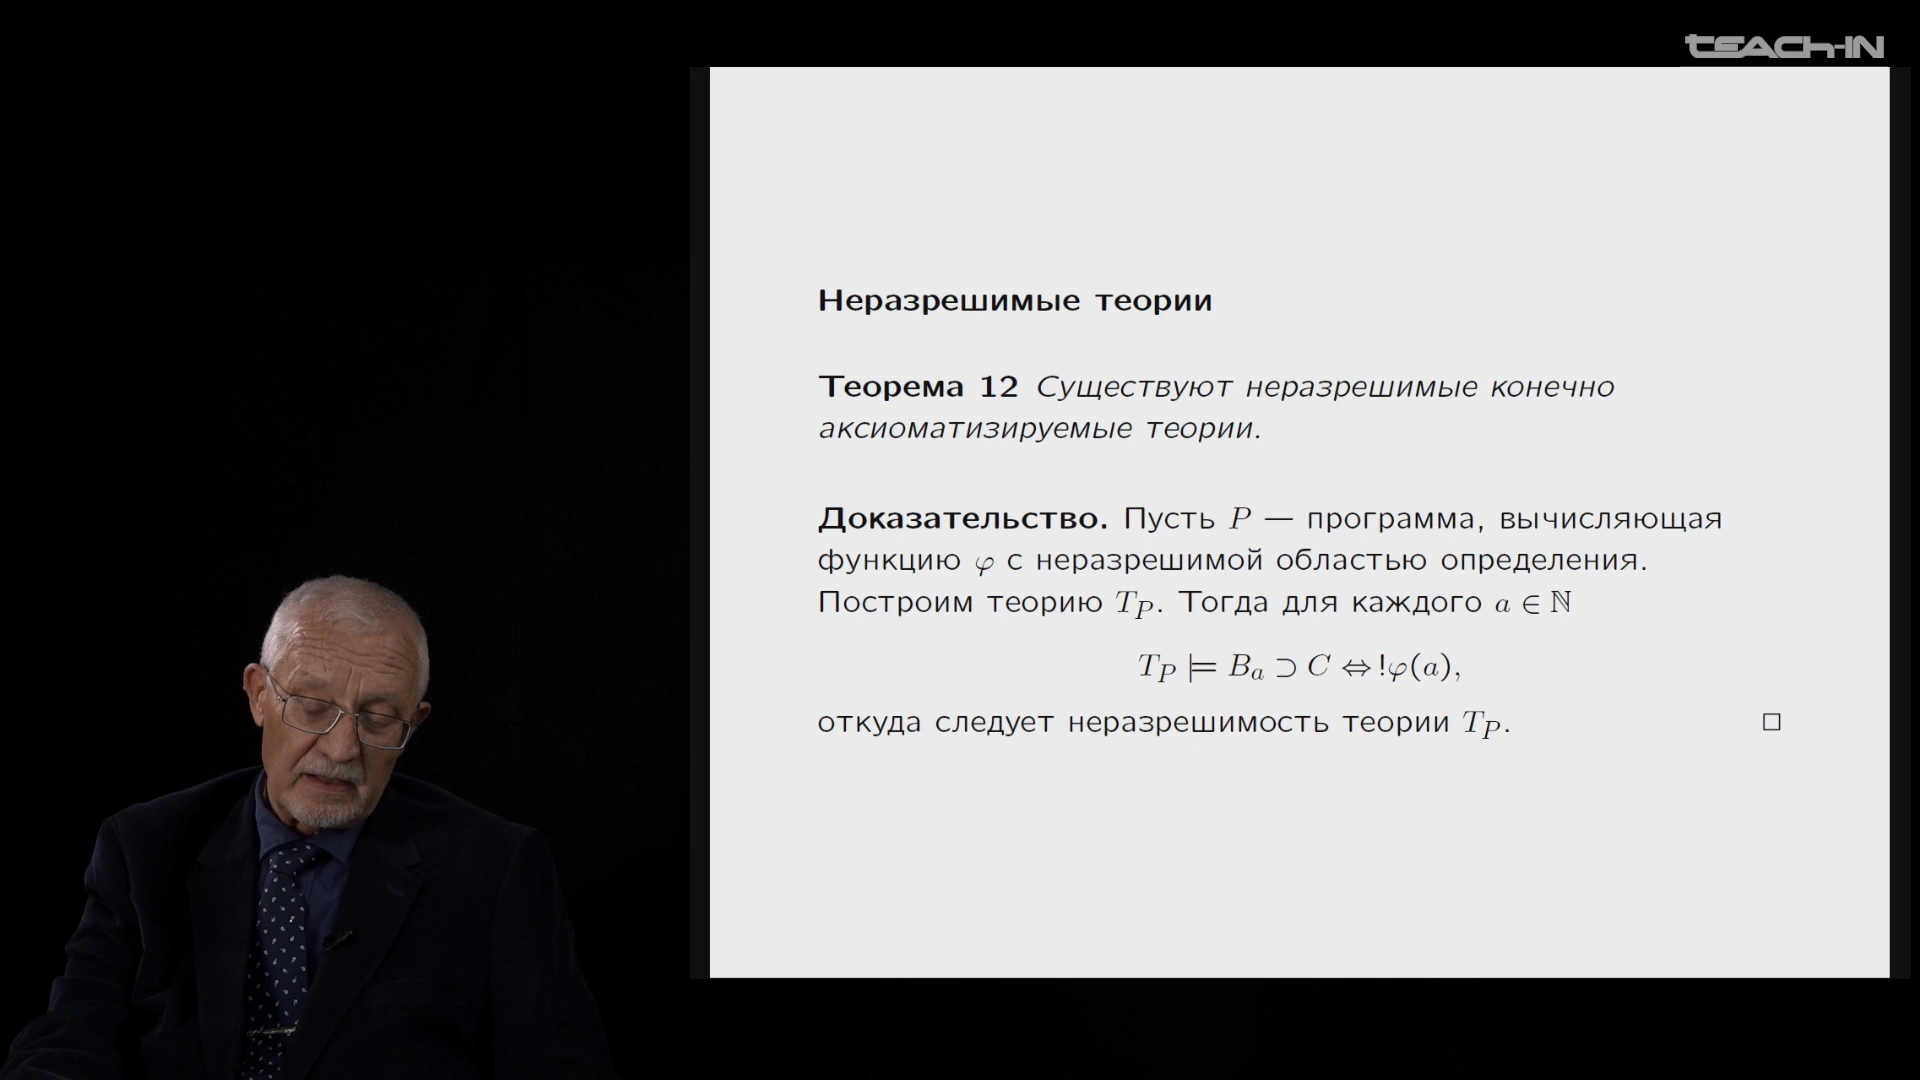 TEACH-IN
Неразрешимые теории
Теорема 12 Существуют неразрешимые конечно
аксиоматизируемые теории.
Доказательство. Пусть P — программа, вычисляющая
функцию φ с неразрешимой областью определения.
Построим теорию T_P. Тогда для каждого a ∈ ℕ
T_P ⊨ B_a ⊃ C ⇔ !φ(a),
откуда следует неразрешимость теории T_P. □